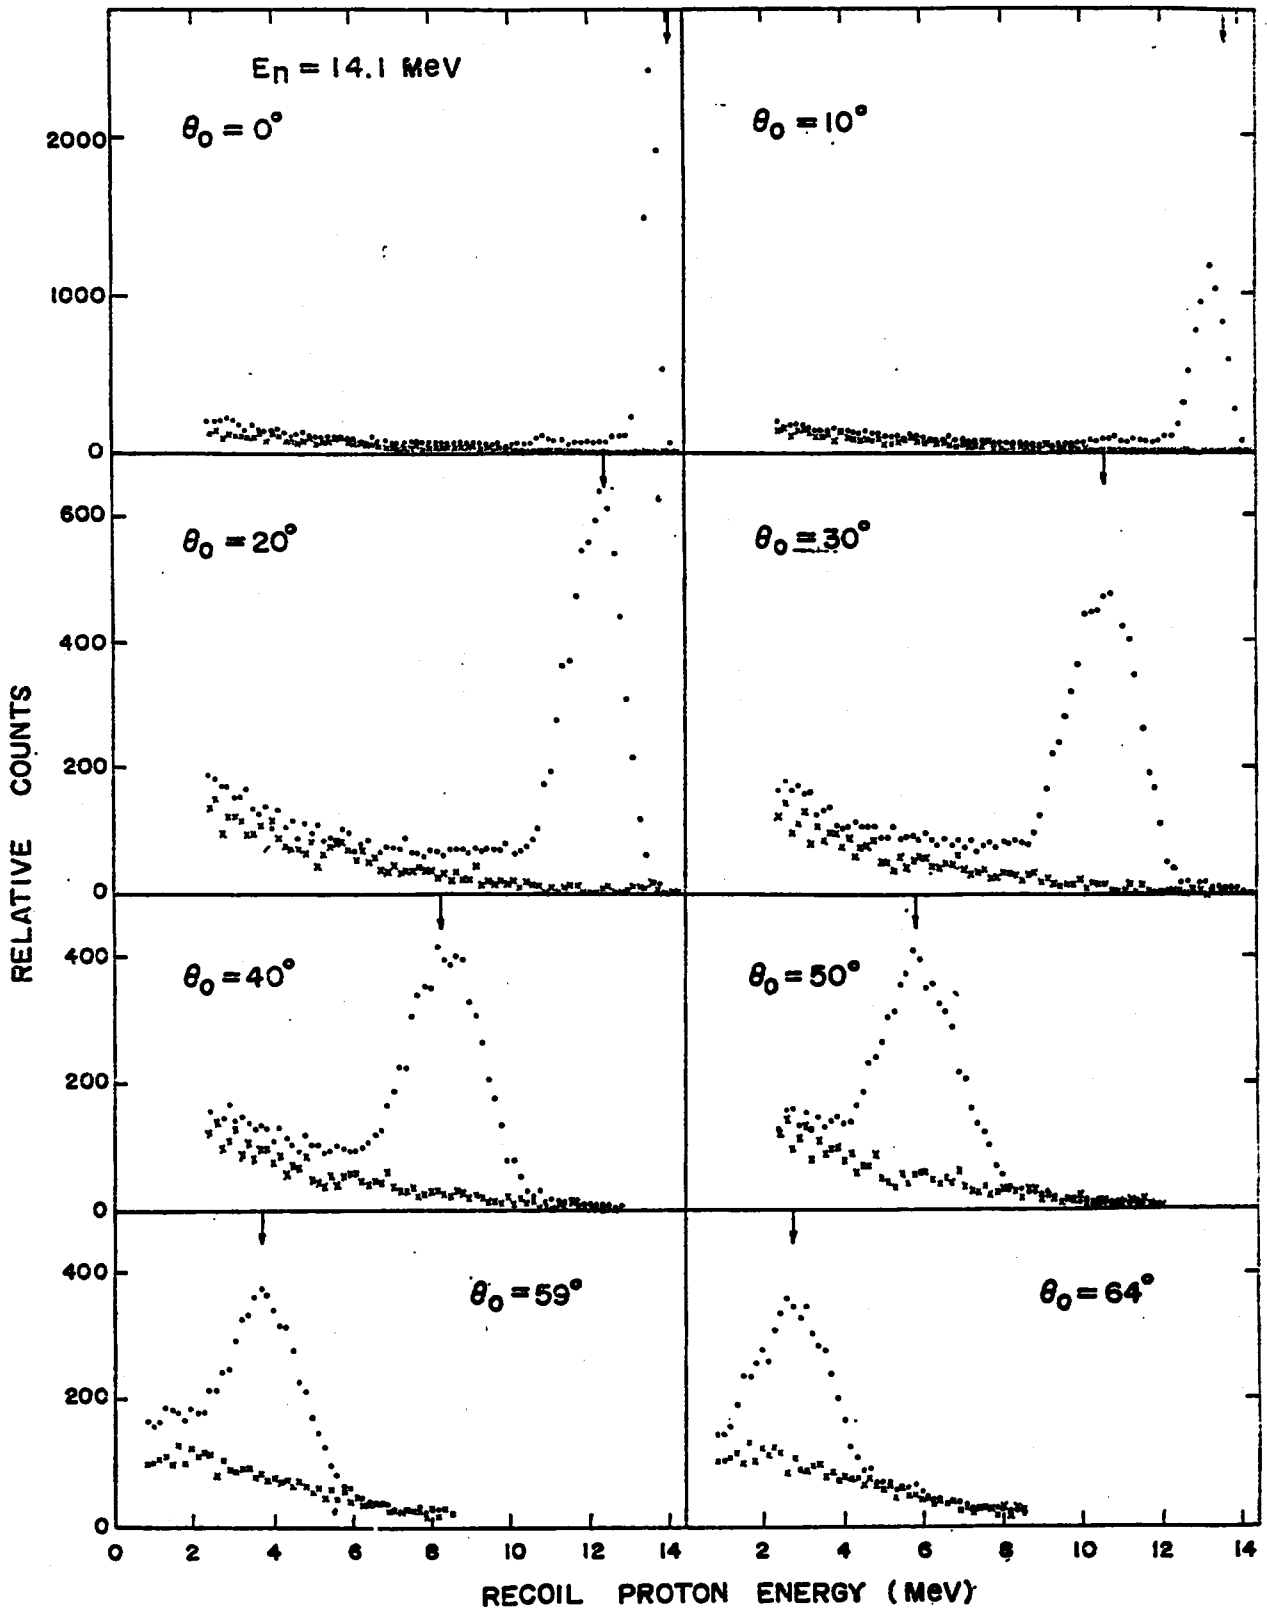 En = 14.1 MeV
θ0 = 0°
θ0 = 10°
2000
1000
0
θ0 = 20°
θ0 = 30°
600
400
200
0
θ0 = 40°
θ0 = 50°
400
200
0
θ0 = 59°
θ0 = 64°
400
200
0
0 2 4 6 8 10 12 14 2 4 6 8 10 12 14
RELATIVE COUNTS
RECOIL PROTON ENERGY (MeV)